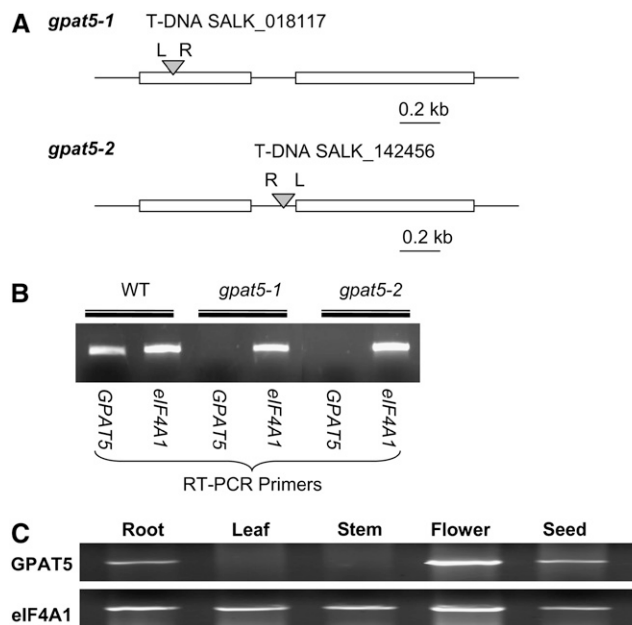 A
gpat5-1 T-DNA SALK_018117
L R
0.2 kb
gpat5-2
T-DNA SALK_142456
R L
0.2 kb
B
WT gpat5-1 gpat5-2
GPAT5 eIF4A1 GPAT5 eIF4A1 GPAT5 eIF4A1
RT-PCR Primers
C
Root Leaf Stem Flower Seed
GPAT5
eIF4A1